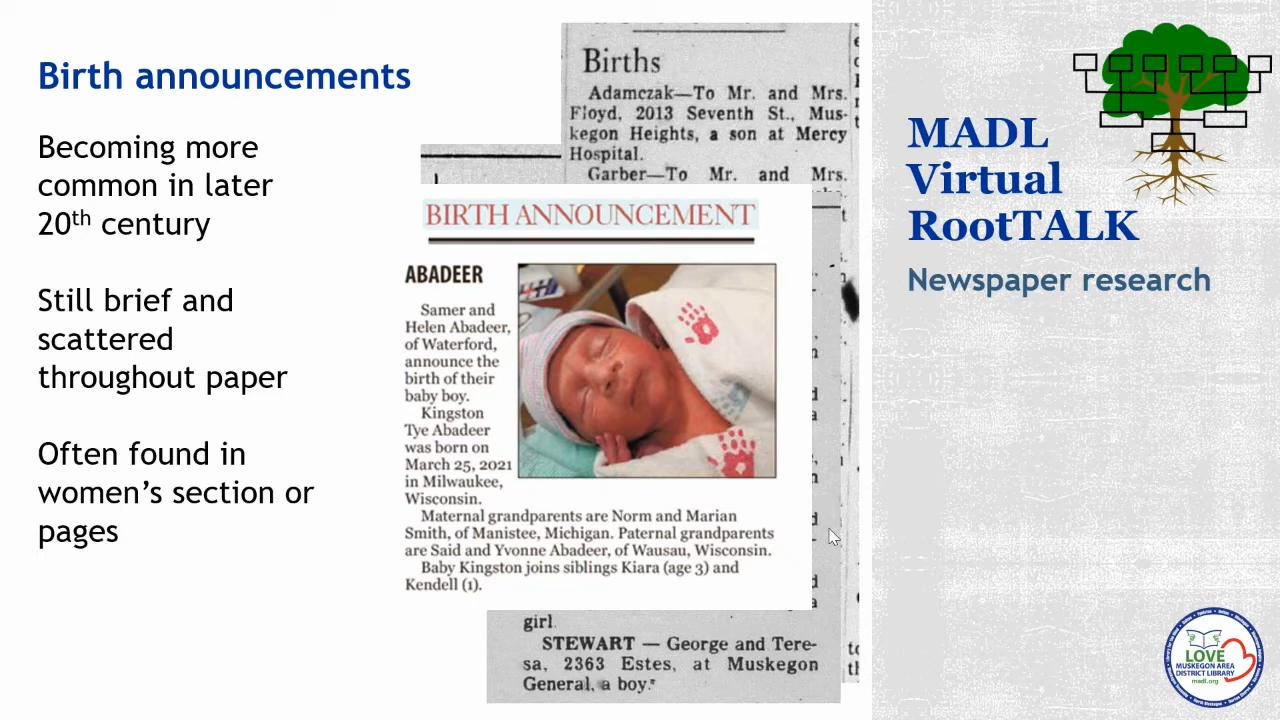 Birth announcements
Becoming more
common in later
20th century
Still brief and
scattered
throughout paper
Often found in
women's section or
pages
Births
Adamczak—To Mr. and Mrs.
Floyd, 2013 Seventh St., Mus-
kegon Heights, a son at Mercy
Hospital.
Garber—To Mr. and Mrs.
BIRTH ANNOUNCEMENT
ABADEER
Samer and
Helen Abadeer,
of Waterford,
announce the
birth of their
baby boy.
Kingston
Tye Abadeer
was born on
March 25, 2021
in Milwaukee,
Wisconsin.
Maternal grandparents are Norm and Marian
Smith, of Manistee, Michigan. Paternal grandparents
are Said and Yvonne Abadeer, of Wausau, Wisconsin.
Baby Kingston joins siblings Kiara (age 3) and
Kendell (1).
girl.
STEWART — George and Tere-
sa, 2363 Estes, at Muskegon
General, a boy.
MADL
Virtual
RootTALK
Newspaper research
LOVE
MUSKEGON AREA
DISTRICT LIBRARY
madl.org